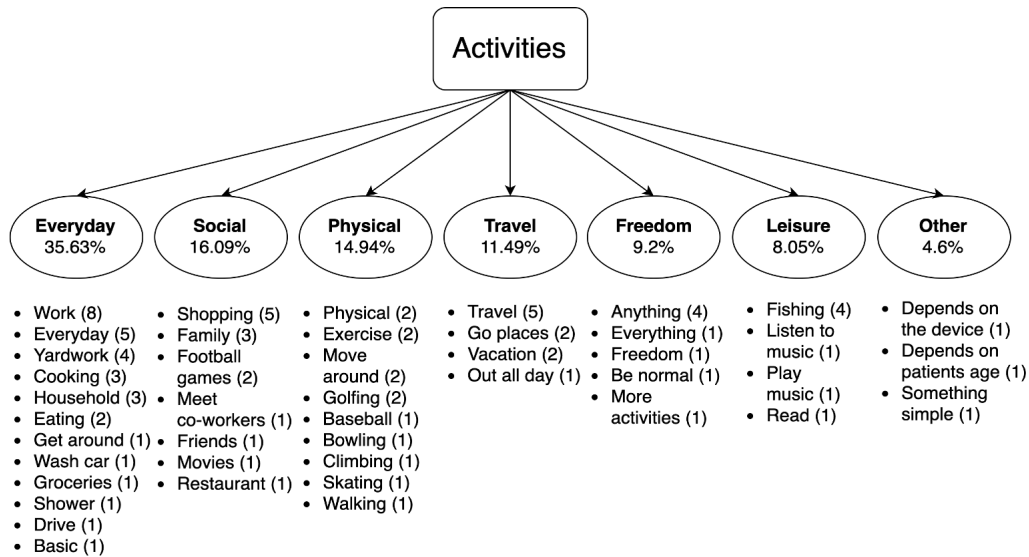 Activities
Everyday
35.63%
Social
16.09%
Physical
14.94%
Travel
11.49%
Freedom
9.2%
Leisure
8.05%
Other
4.6%
• Work (8)
• Everyday (5)
• Yardwork (4)
• Cooking (3)
• Household (3)
• Eating (2)
• Get around (1)
• Wash car (1)
• Groceries (1)
• Shower (1)
• Drive (1)
• Basic (1)
• Shopping (5)
• Family (3)
• Football
games (2)
• Meet
co-workers (1)
• Friends (1)
• Movies (1)
• Restaurant (1)
• Physical (2)
• Exercise (2)
• Move
around (2)
• Golfing (2)
• Baseball (1)
• Bowling (1)
• Climbing (1)
• Skating (1)
• Walking (1)
• Travel (5)
• Go places (2)
• Vacation (2)
• Out all day (1)
• Anything (4)
• Everything (1)
• Freedom (1)
• Be normal (1)
• More
activities (1)
• Fishing (4)
• Listen to
music (1)
• Play
music (1)
• Read (1)
• Depends on
the device (1)
• Depends on
patients age (1)
• Something
simple (1)